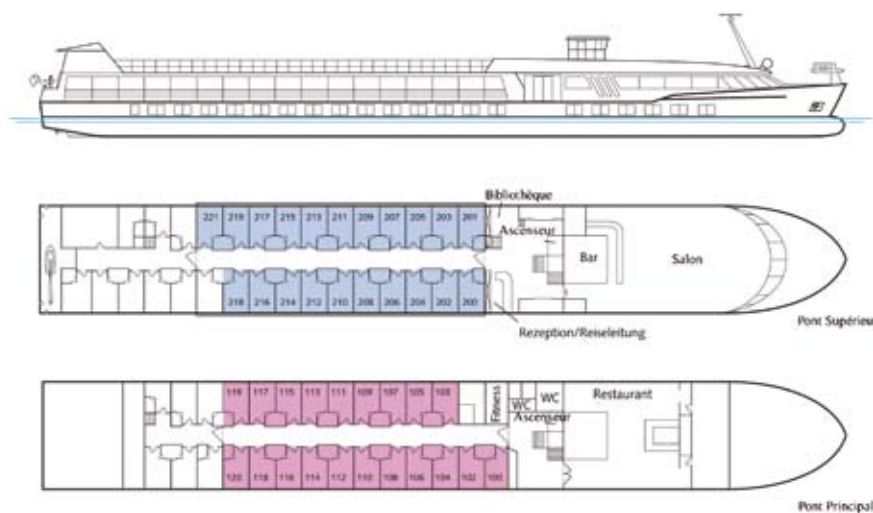 Bibliothèque
221 219 217 215 213 211 209 207 205 203 201
Ascenseur
Bar
Salon
218 216 214 212 210 208 206 204 202 200
Rezeption/Reiseleitung
Pont Supérieu
119 117 115 113 111 109 107 105 103
Fitness
WC
WC
Restaurant
Ascenseur
120 118 116 114 112 110 108 106 104 102 100
Pont Principal